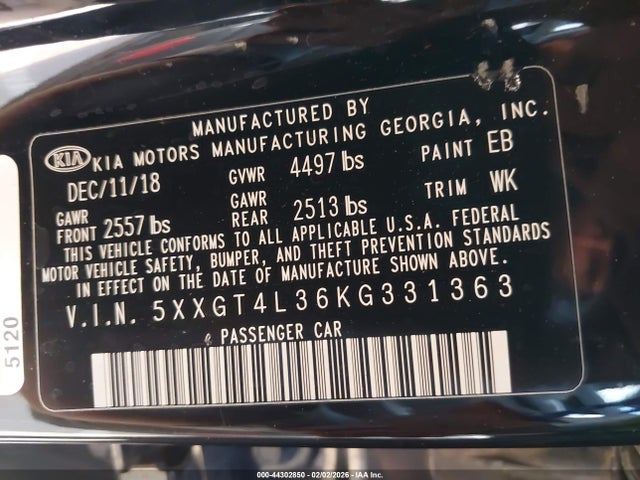 MANUFACTURED BY
KIA KIA MOTORS MANUFACTURING GEORGIA, INC.
DEC/11/18 GVWR 4497 lbs PAINT EB
GAWR FRONT 2557 lbs GAWR REAR 2513 lbs TRIM WK
THIS VEHICLE CONFORMS TO ALL APPLICABLE U.S.A. FEDERAL
MOTOR VEHICLE SAFETY, BUMPER, AND THEFT PREVENTION STANDARDS
IN EFFECT ON THE DATE OF MANUFACTURE SHOWN ABOVE.
V.I.N. 5XXGT4L36KG331363
PASSENGER CAR
5120
000-44302850 - 02/02/2026 - IAA Inc.